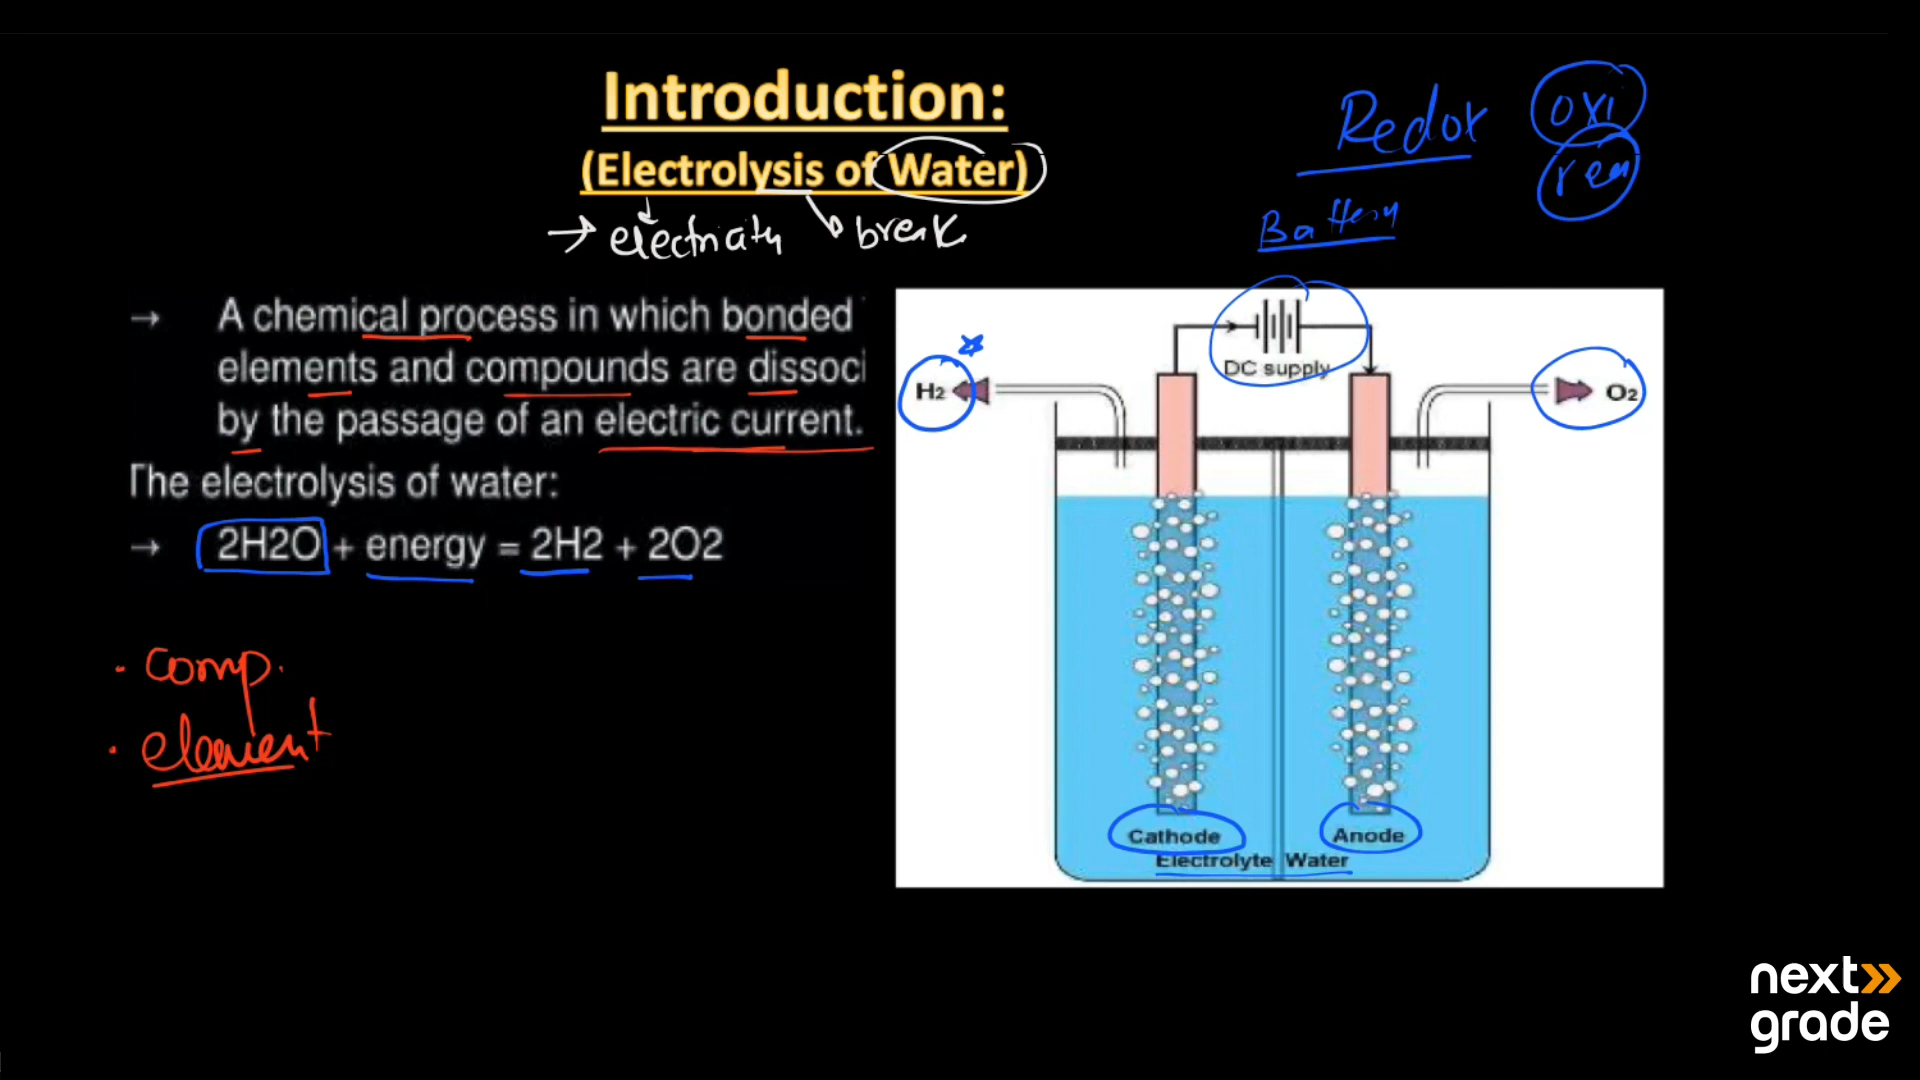 Introduction:
(Electrolysis of Water)
→ electricity break
Redox oxi
red
Battery
→ A chemical process in which bonded
elements and compounds are dissoci
by the passage of an electric current.
The electrolysis of water:
→ 2H2O + energy = 2H2 + 2O2
· comp.
· element
DC supply
H2
O2
Cathode
Anode
Electrolyte Water
next
grade